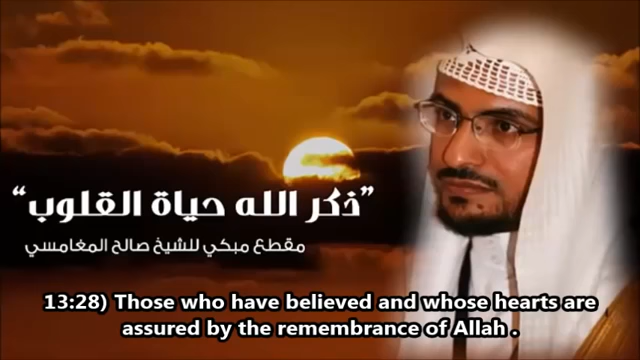 ”ذكر الله حياة القلوب“
مقطع مبكي للشيخ صالح المغامسي
13:28) Those who have believed and whose hearts are
assured by the remembrance of Allah .